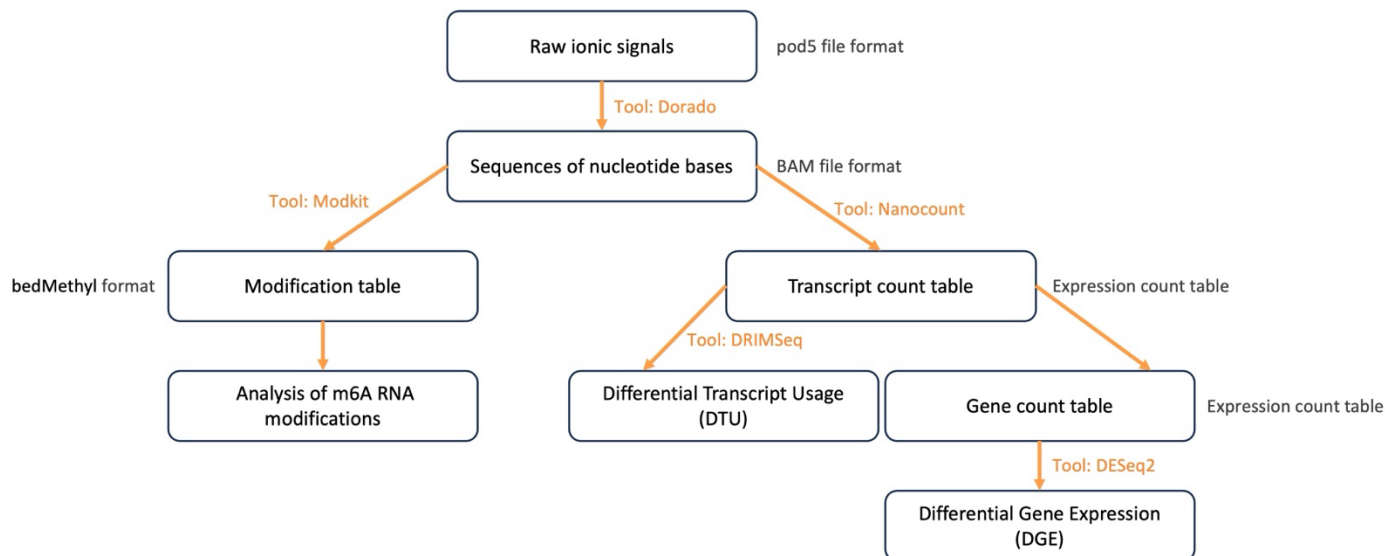 Raw ionic signals
pod5 file format
Tool: Dorado
Sequences of nucleotide bases
BAM file format
Tool: Modkit
Tool: Nanocount
bedMethyl format
Modification table
Transcript count table
Expression count table
Tool: DRIMSeq
Analysis of m6A RNA
modifications
Differential Transcript Usage
(DTU)
Gene count table
Expression count table
Tool: DESeq2
Differential Gene Expression
(DGE)